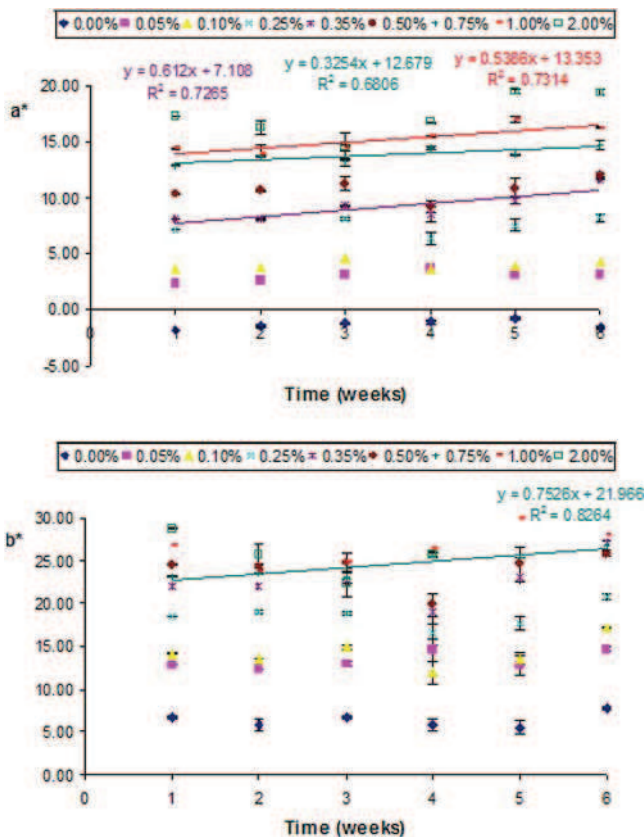 0.00% 0.05% 0.10% 0.25% 0.35% 0.50% 0.75% 1.00% 2.00%
y = 0.612x + 7.108 y = 0.3254x + 12.679 y = 0.5386x + 13.353
R² = 0.7265 R² = 0.6806 R² = 0.7314
a*
20.00
15.00
10.00
5.00
0.00
-5.00
0 1 2 3 4 5 6
Time (weeks)
0.00% 0.05% 0.10% 0.25% 0.35% 0.50% 0.75% 1.00% 2.00%
y = 0.7526x + 21.966
R² = 0.8264
b*
30.00
25.00
20.00
15.00
10.00
5.00
0.00
0 1 2 3 4 5 6
Time (weeks)